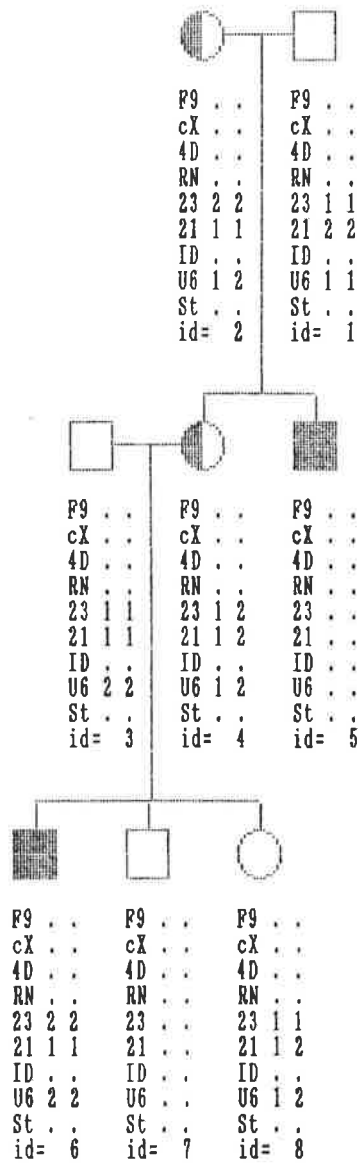 F9 . . F9 . .
cX . . cX . .
4D . . 4D . .
RN . . RN . .
23 2 2 23 1 1
21 1 1 21 2 2
ID . . ID . .
U6 1 2 U6 1 1
St . . St . .
id= 2 id= 1
F9 . . F9 . . F9 . .
cX . . cX . . cX . .
4D . . 4D . . 4D . .
RN . . RN . . RN . .
23 1 1 23 1 2 23 . .
21 1 1 21 1 2 21 . .
ID . . ID . . ID . .
U6 2 2 U6 1 2 U6 . .
St . . St . . St . .
id= 3 id= 4 id= 5
F9 . . F9 . . F9 . .
cX . . cX . . cX . .
4D . . 4D . . 4D . .
RN . . RN . . RN . .
23 2 2 23 . . 23 1 1
21 1 1 21 . . 21 1 2
ID . . ID . . ID . .
U6 2 2 U6 . . U6 1 2
St . . St . . St . .
id= 6 id= 7 id= 8